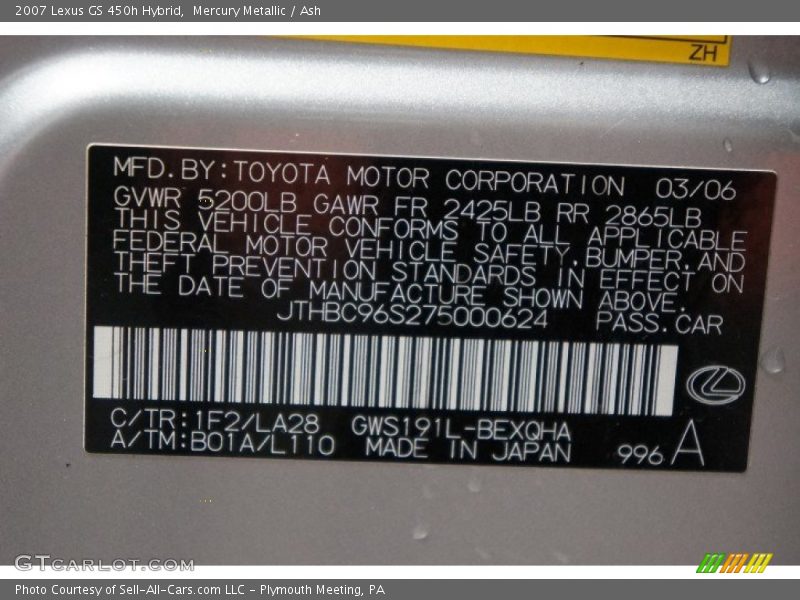 2007 Lexus GS 450h Hybrid,  Mercury Metallic / Ash
ZH
MFD.BY:TOYOTA MOTOR CORPORATION 03/06
GVWR 5200LB GAWR FR 2425LB RR 2865LB
THIS VEHICLE CONFORMS TO ALL APPLICABLE
FEDERAL MOTOR VEHICLE SAFETY,BUMPER,AND
THEFT PREVENTION STANDARDS IN EFFECT ON
THE DATE OF MANUFACTURE SHOWN ABOVE.
JTHBC96S275000624 PASS.CAR
C/TR:1F2/LA28 GWS191L-BEXQHA
A/TM:B01A/L110 MADE IN JAPAN 996 A
GTCARLOT.COM
Photo Courtesy of Sell-All-Cars.com LLC - Plymouth Meeting, PA